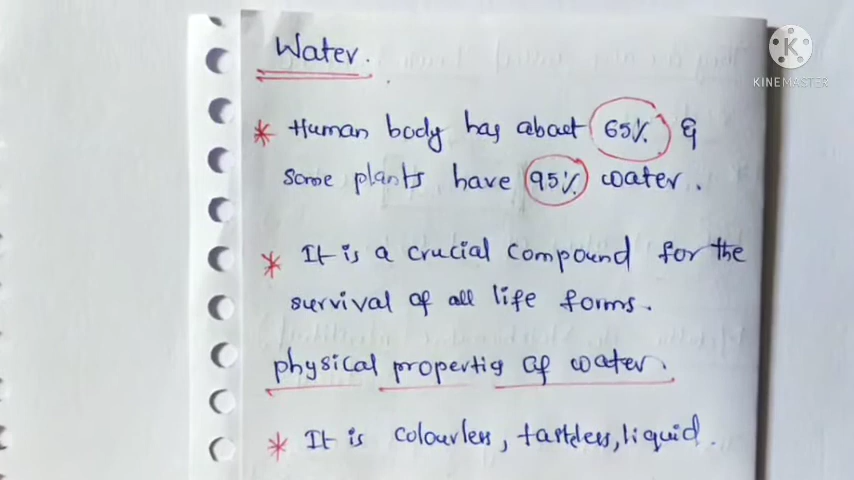 Water.
* Human body has about 65% &
some plants have 95% water.
* It is a crucial compound for the
survival of all life forms.
physical properties of water.
* It is colourless, tasteless, liquid.
K
KINEMASTER